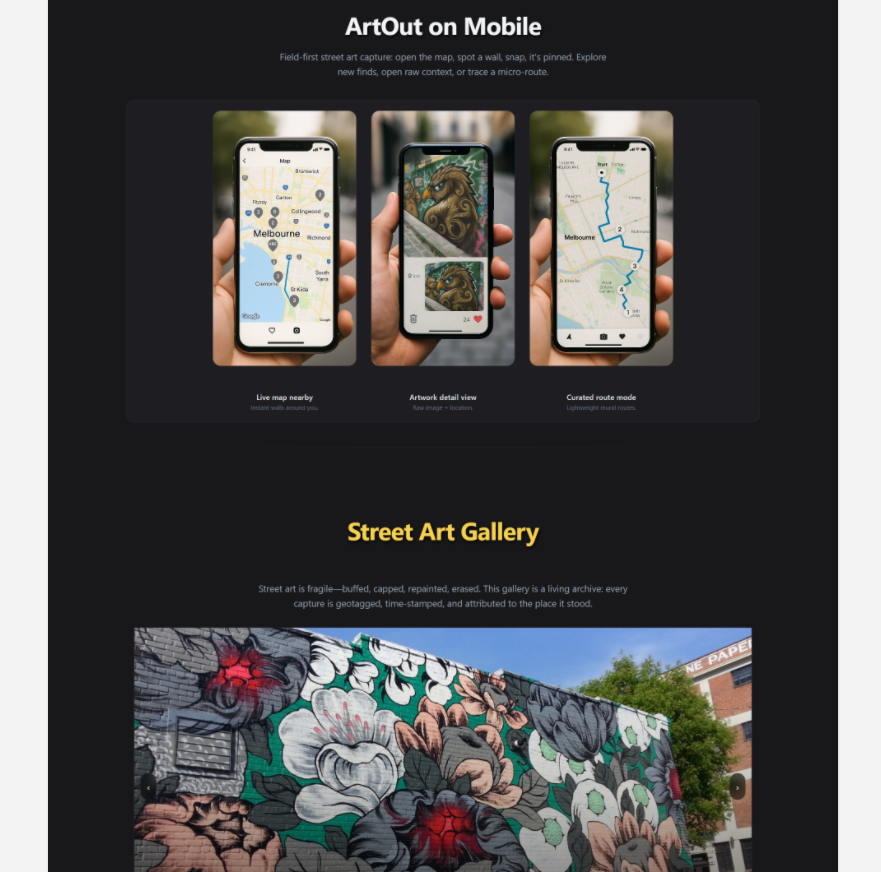 ArtOut on Mobile
Field-first street art capture: open the map, spot a wall, snap, it's pinned. Explore
new finds, open raw context, or trace a micro-route.
9:41
Map
Brunswick
Carlton
Fitzroy
Collingwood
Melbourne
Richmond
South
Yarra
Cremorne
St Kilda
Google
Google
24
9:41
Start
Melbourne
Richmond
2
3
4
1
Live map nearby
Instant walls around you.
Artwork detail view
Raw image + location.
Curated route mode
Lightweight mural routes.
Street Art Gallery
Street art is fragile—buffed, capped, repainted, erased. This gallery is a living archive: every
capture is geotagged, time-stamped, and attributed to the place it stood.
NE PAPE